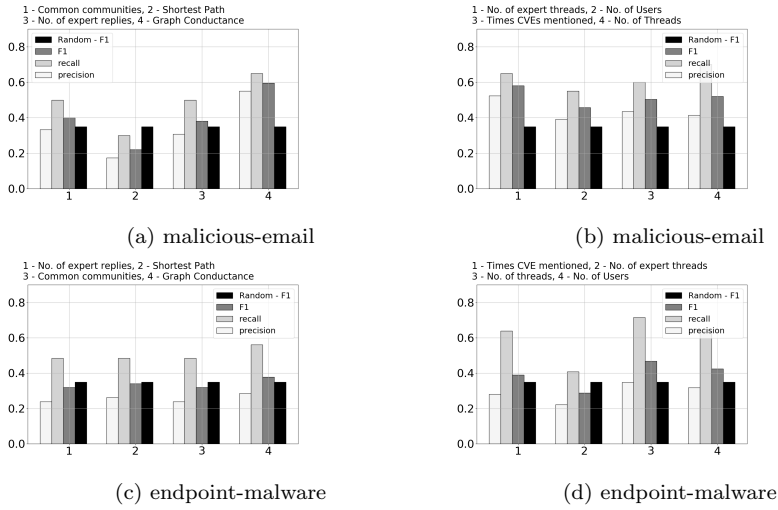 1 - Common communities, 2 - Shortest Path
3 - No. of expert replies, 4 - Graph Conductance
0.8
0.6
0.4
0.2
0.0
Random - F1
F1
recall
precision
1 2 3 4
(a) malicious-email
1 - No. of expert threads, 2 - No. of Users
3 - Times CVEs mentioned, 4 - No. of Threads
0.8
0.6
0.4
0.2
0.0
Random - F1
F1
recall
precision
1 2 3 4
(b) malicious-email
1 - No. of expert replies, 2 - Shortest Path
3 - Common communities, 4 - Graph Conductance
0.8
0.6
0.4
0.2
0.0
Random - F1
F1
recall
precision
1 2 3 4
(c) endpoint-malware
1 - Times CVE mentioned, 2 - No. of expert threads
3 - No. of threads, 4 - No. of Users
0.8
0.6
0.4
0.2
0.0
Random - F1
F1
recall
precision
1 2 3 4
(d) endpoint-malware